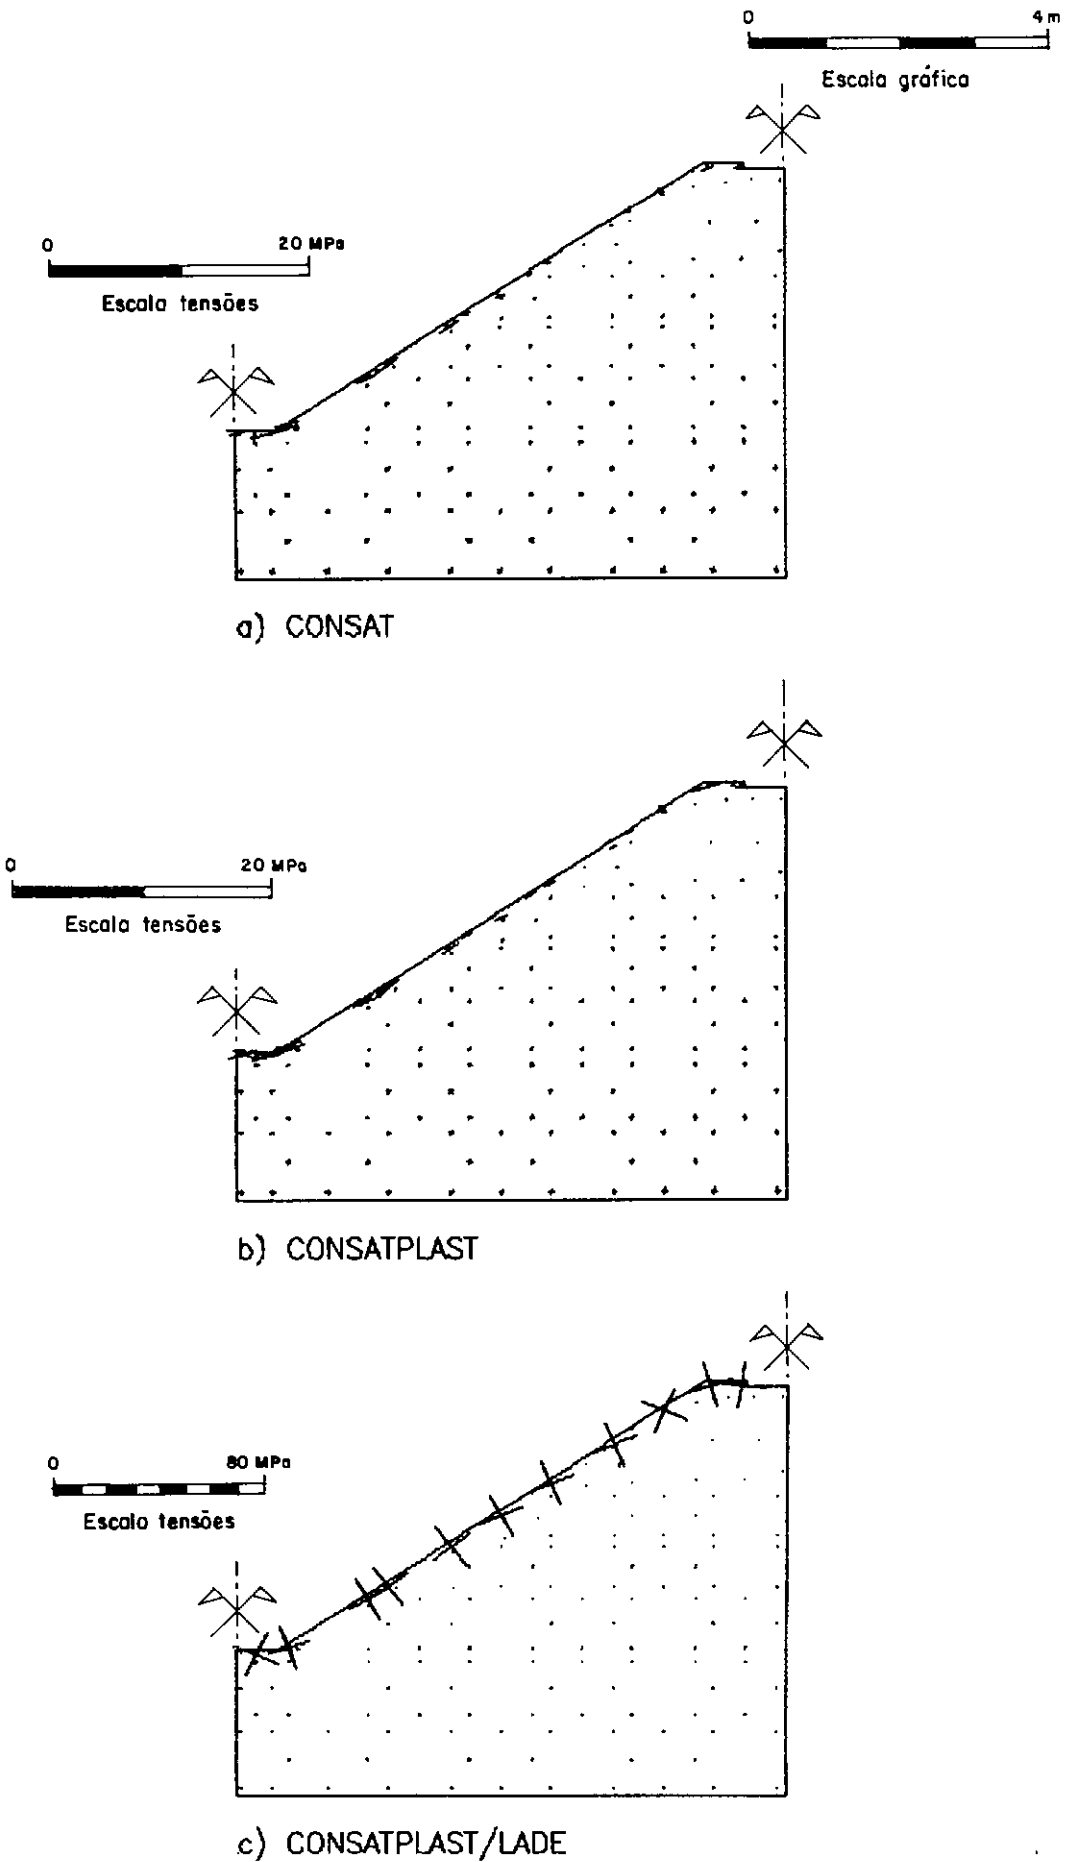 0 4 m
Escala gráfica
0 20 MPa
Escala tensões
a) CONSAT
0 20 MPa
Escala tensões
b) CONSATPLAST
0 80 MPa
Escala tensões
c) CONSATPLAST/LADE